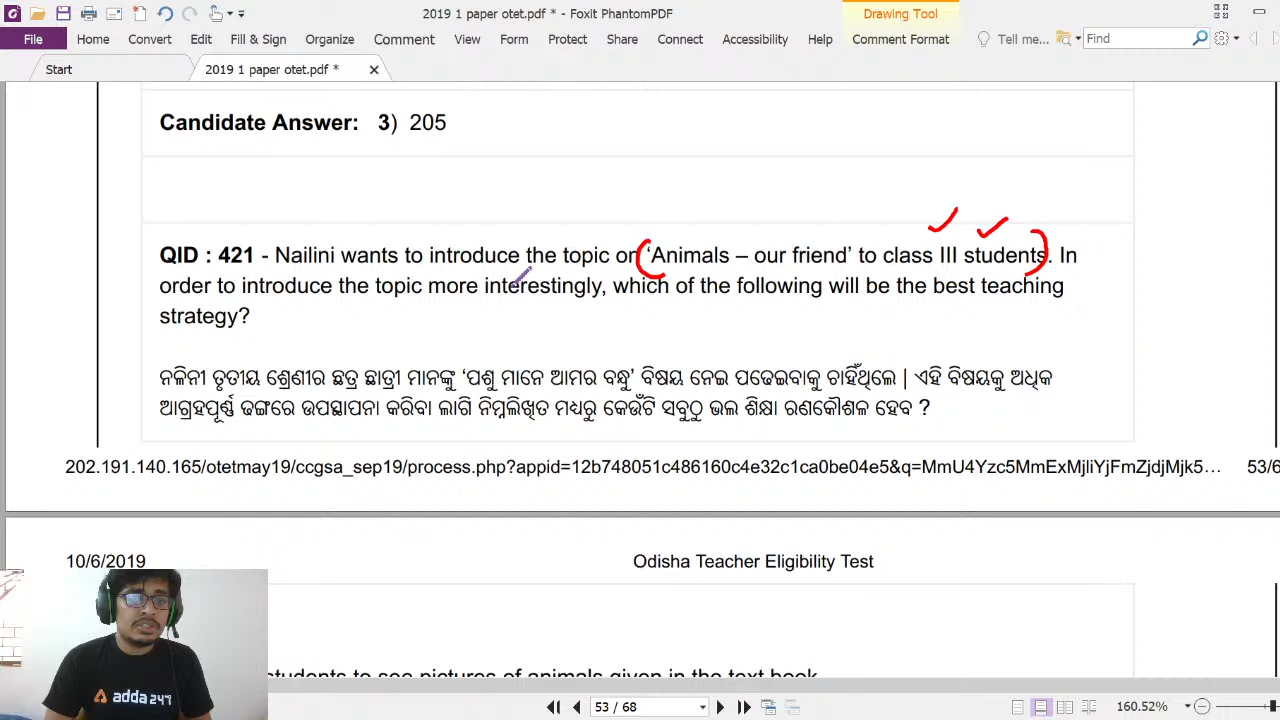 2019 1 paper otet.pdf * - Foxit PhantomPDF
Drawing Tool
File Home Convert Edit Fill & Sign Organize Comment View Form Protect Share Connect Accessibility Help Comment Format Tell me... Find
Start 2019 1 paper otet.pdf *
Candidate Answer: 3) 205
QID : 421 - Nailini wants to introduce the topic on ‘Animals – our friend’ to class III students. In
order to introduce the topic more interestingly, which of the following will be the best teaching
strategy?
ନଳିନୀ ତୃତୀୟ ଶ୍ରେଣୀର ଛତ୍ର ଛାତ୍ରୀ ମାନଙ୍କୁ ‘ପଶୁ ମାନେ ଆମର ବନ୍ଧୁ’ ବିଷୟ ନେଇ ପଢେଇବାକୁ ଚାହିଁଥିଲେ | ଏହି ବିଷୟକୁ ଅଧିକ
ଆଗ୍ରହପୂର୍ଣ୍ଣ ଢଙ୍ଗରେ ଉପସ୍ଥାପନା କରିବା ଲାଗି ନିମ୍ନଲିଖିତ ମଧ୍ୟରୁ କେଉଁଟି ସବୁଠୁ ଭଲ ଶିକ୍ଷା ରଣକୌଶଳ ହେବ ?
202.191.140.165/otetmay19/ccgsa_sep19/process.php?appid=12b748051c486160c4e32c1ca0be04e5&q=MmU4Yzc5MmExMjliYjFmZjdjMjk5… 53/6
10/6/2019 Odisha Teacher Eligibility Test
students to see pictures of animals given in the text book
adda247
53 / 68
160.52%